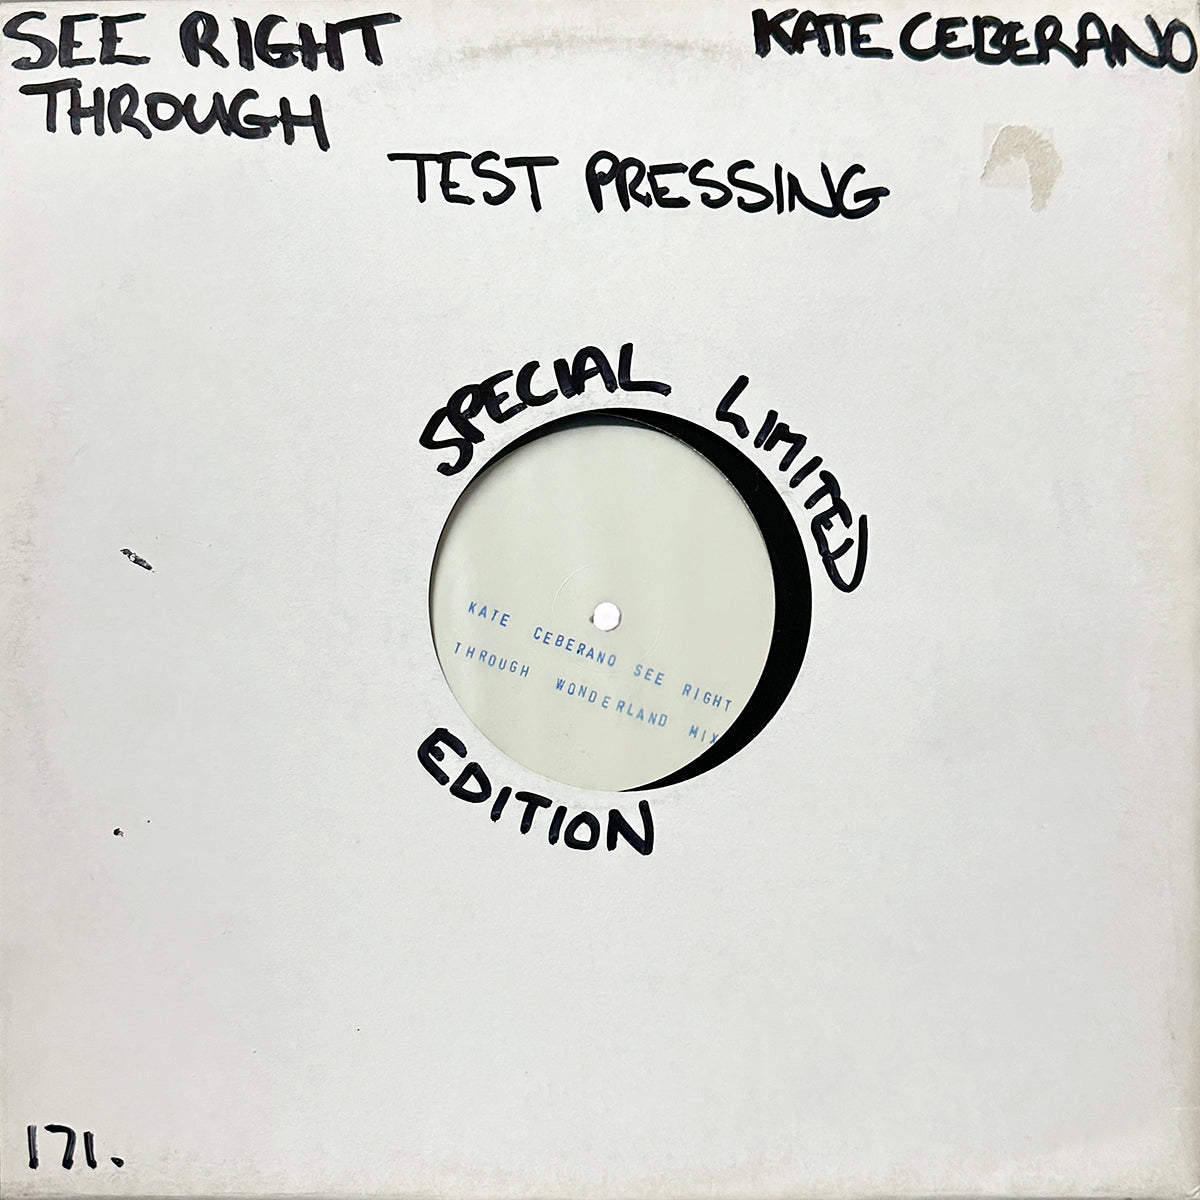 SEE RIGHT
THROUGH
KATE CEBERANO
TEST PRESSING
SPECIAL LIMITED
KATE CEBERANO SEE RIGHT
THROUGH WONDERLAND MIX
EDITION
171.